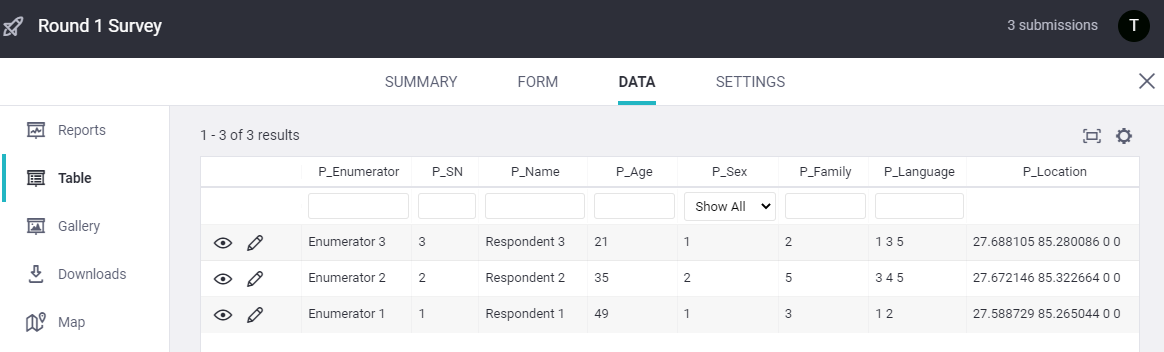 Round 1 Survey
3 submissions
T
SUMMARY FORM DATA SETTINGS
Reports
Table
Gallery
Downloads
Map
1 - 3 of 3 results
P_Enumerator P_SN P_Name P_Age P_Sex P_Family P_Language P_Location
Show All
Enumerator 3 3 Respondent 3 21 1 2 1 3 5 27.688105 85.280086 0 0
Enumerator 2 2 Respondent 2 35 2 5 3 4 5 27.672146 85.322664 0 0
Enumerator 1 1 Respondent 1 49 1 3 1 2 27.588729 85.265044 0 0